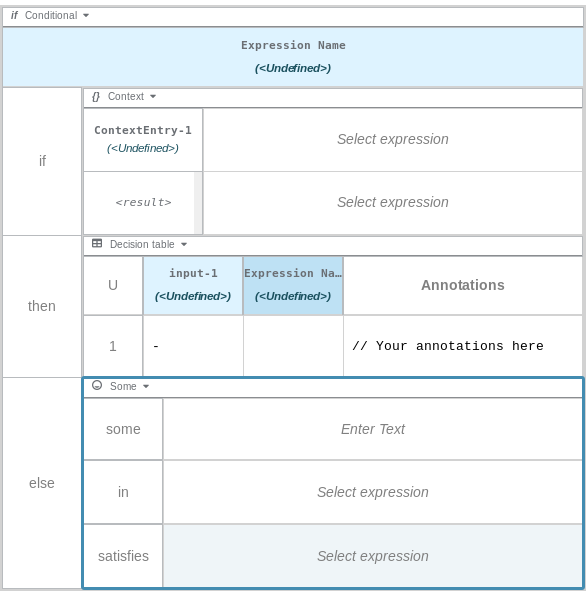 if Conditional
Expression Name
(<Undefined>)
if
{} Context
ContextEntry-1
(<Undefined>)
Select expression
<result>
Select expression
then
Decision table
U
input-1
(<Undefined>)
Expression Na…
(<Undefined>)
Annotations
1
-
// Your annotations here
else
Some
some
Enter Text
in
Select expression
satisfies
Select expression